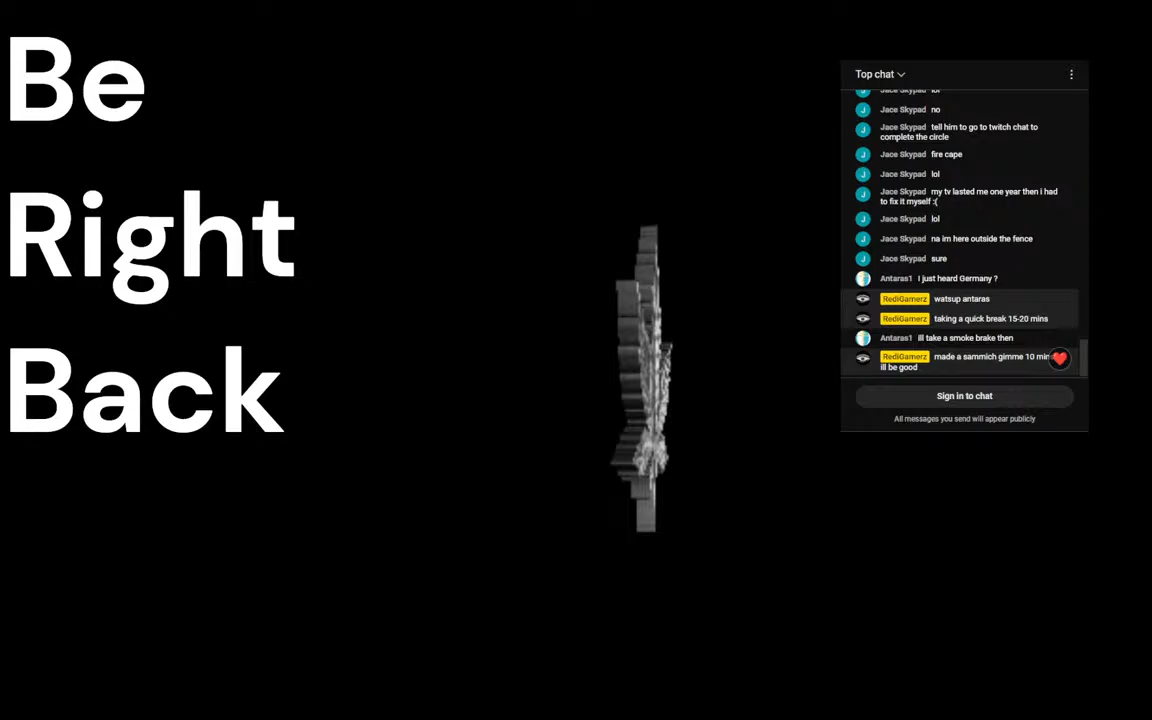 Be
Right
Back
Top chat
Jace Skypad lol
Jace Skypad no
Jace Skypad tell him to go to twitch chat to
complete the circle
Jace Skypad fire cape
Jace Skypad lol
Jace Skypad my tv lasted me one year then i had
to fix it myself :(
Jace Skypad lol
Jace Skypad na im here outside the fence
Jace Skypad sure
Antaras1 I just heard Germany ?
RediGamerz watsup antaras
RediGamerz taking a quick break 15-20 mins
Antaras1 ill take a smoke brake then
RediGamerz made a sammich gimme 10 min
ill be good
Sign in to chat
All messages you send will appear publicly